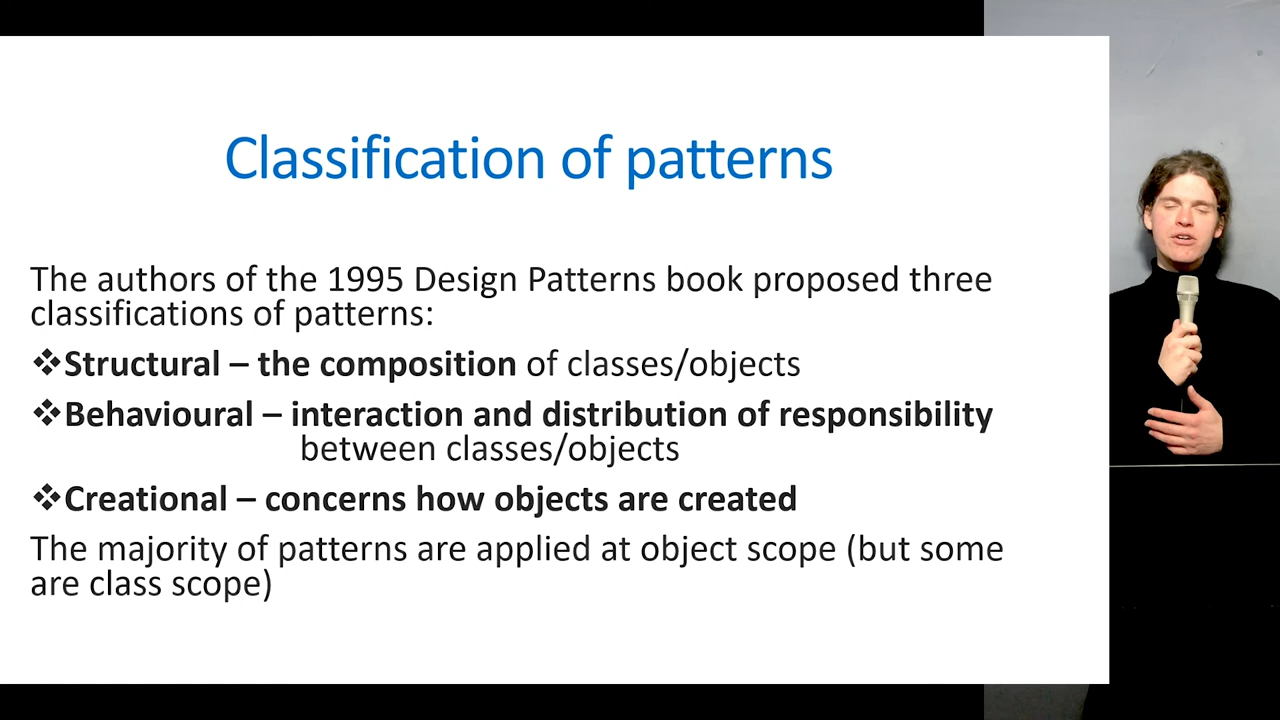 Classification of patterns
The authors of the 1995 Design Patterns book proposed three
classifications of patterns:
❖Structural – the composition of classes/objects
❖Behavioural – interaction and distribution of responsibility
between classes/objects
❖Creational – concerns how objects are created
The majority of patterns are applied at object scope (but some
are class scope)